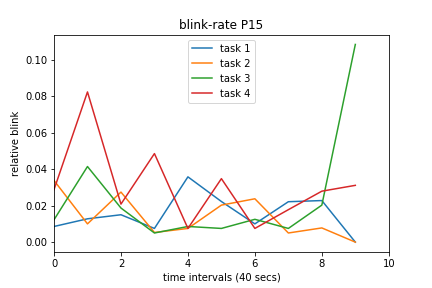 blink-rate P15
task 1
task 2
task 3
task 4
relative blink
0.10
0.08
0.06
0.04
0.02
0.00
0 2 4 6 8 10
time intervals (40 secs)